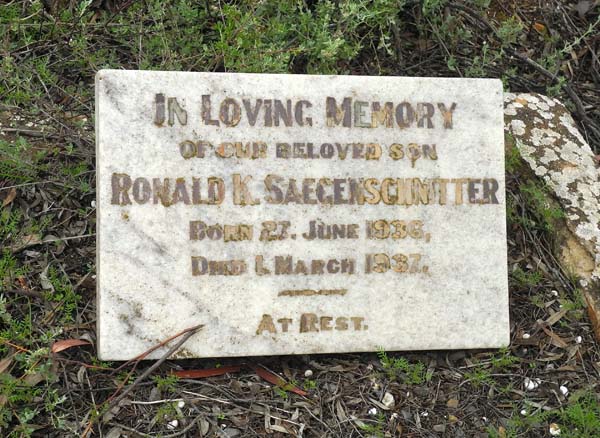 In Loving Memory
of our beloved son
Ronald K. Saegenschnitter
Born 27. June 1936,
Died 1. March 1937.
At Rest.